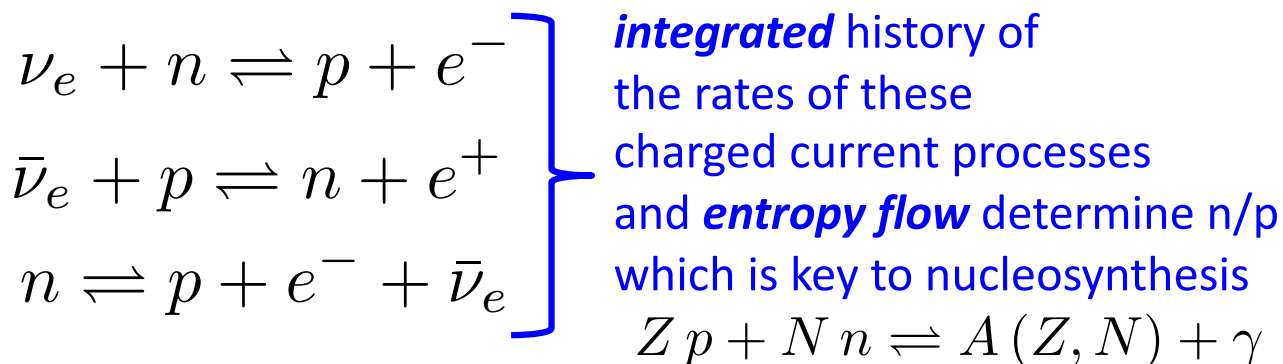 νₑ + n ⇌ p + e⁻
ν̄ₑ + p ⇌ n + e⁺
n ⇌ p + e⁻ + ν̄ₑ
integrated history of
the rates of these
charged current processes
and entropy flow determine n/p
which is key to nucleosynthesis
Z p + N n ⇌ A (Z, N) + γ